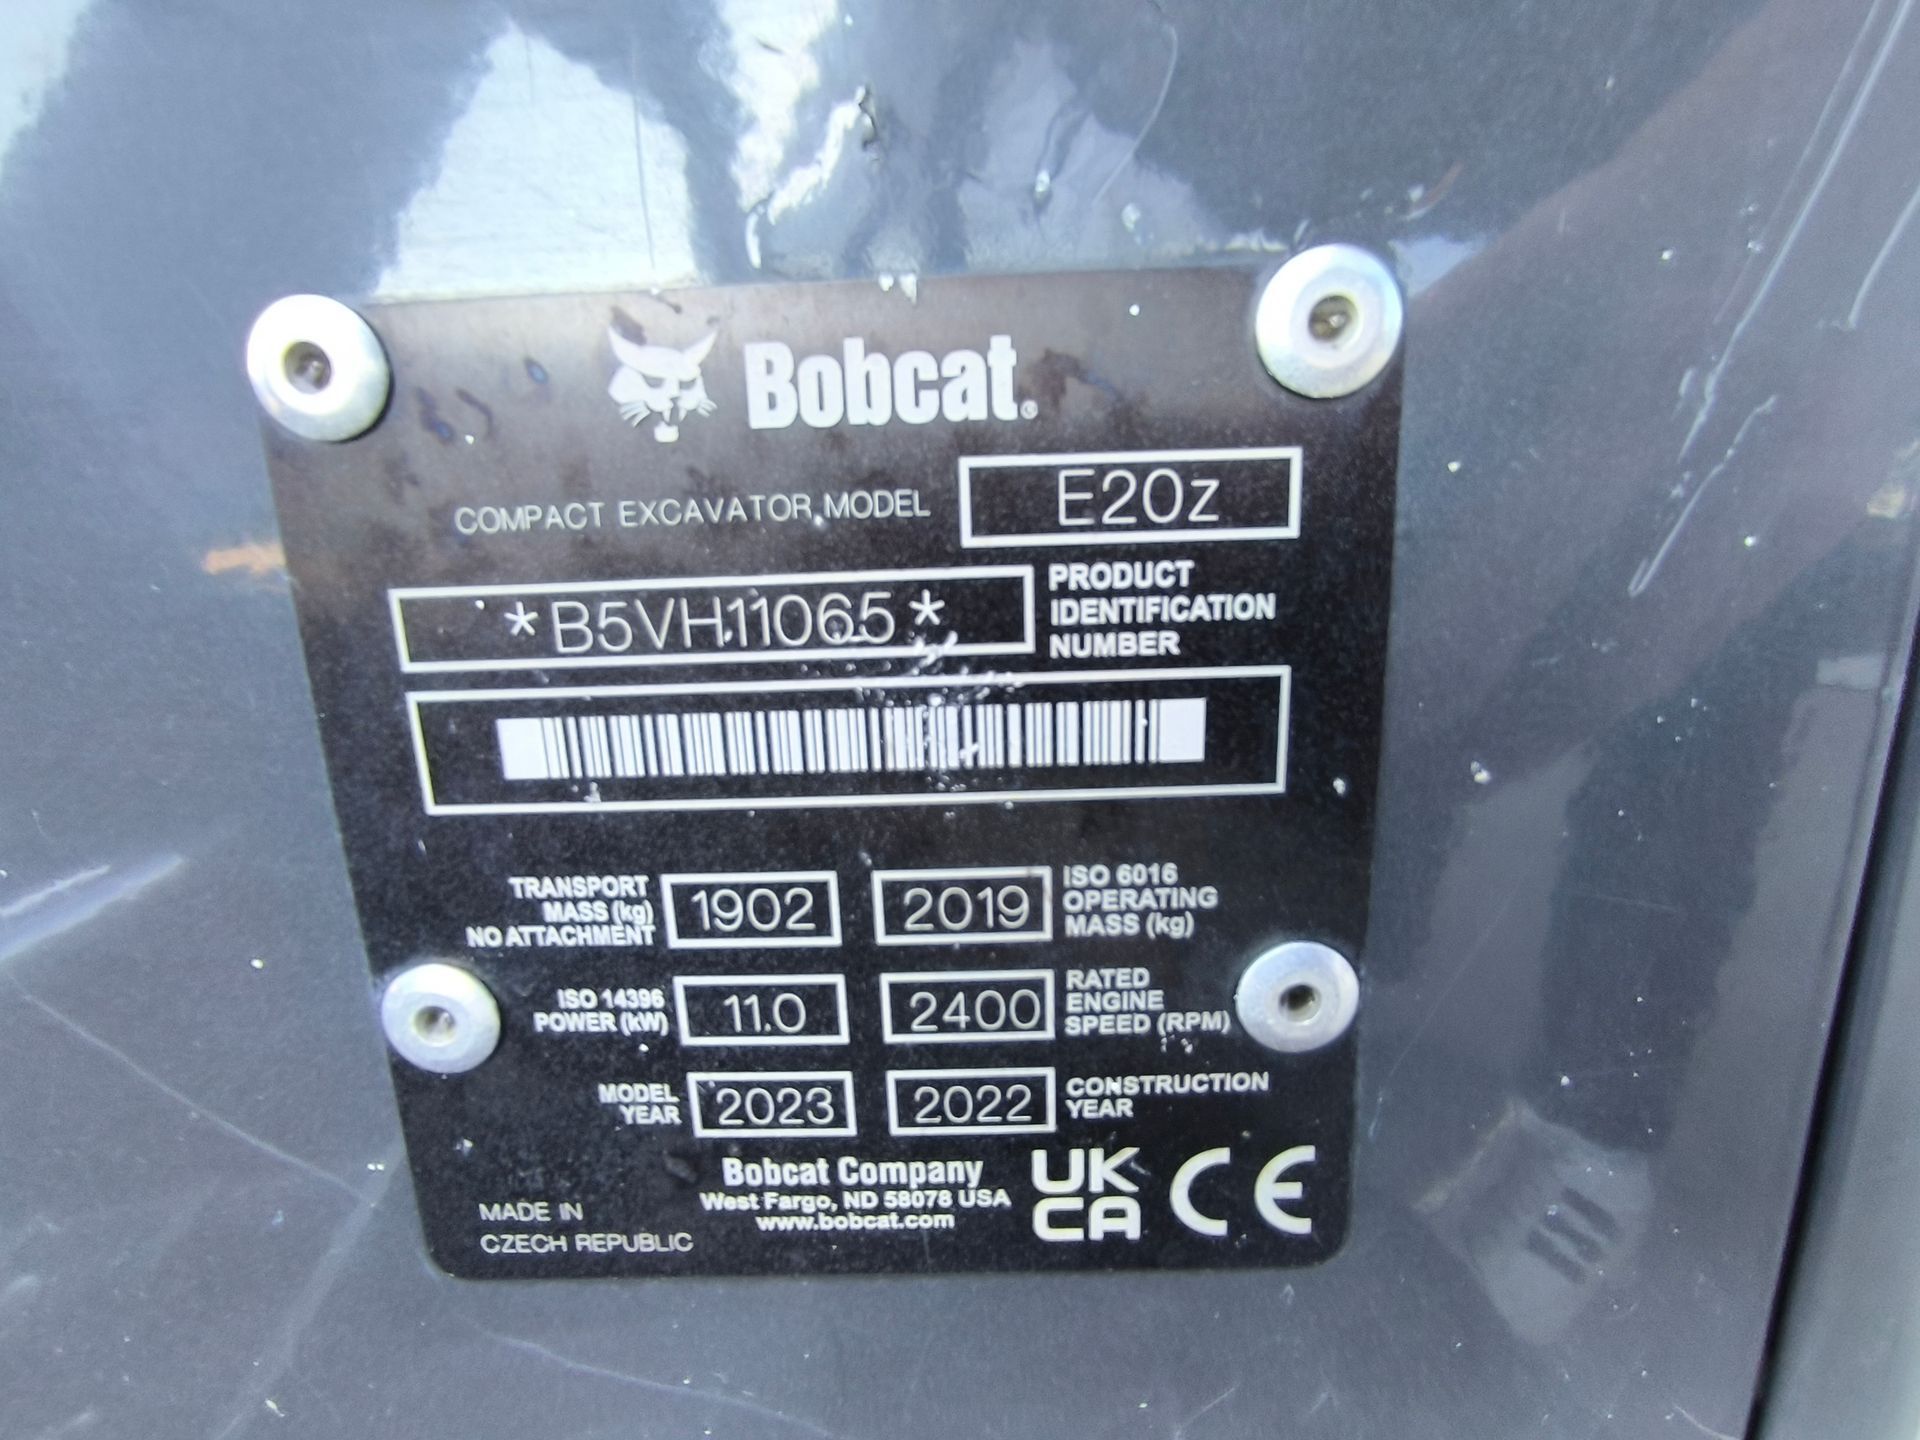 Bobcat®
COMPACT EXCAVATOR MODEL E20z
*B5VH11065* PRODUCT
IDENTIFICATION
NUMBER
TRANSPORT
MASS (kg)
NO ATTACHMENT 1902
2019 ISO 6016
OPERATING
MASS (kg)
ISO 14396
POWER (kW) 11.0
2400 RATED
ENGINE
SPEED (RPM)
MODEL
YEAR 2023
2022 CONSTRUCTION
YEAR
Bobcat Company
West Fargo, ND 58078 USA
www.bobcat.com
MADE IN
CZECH REPUBLIC
UK
CA
CE